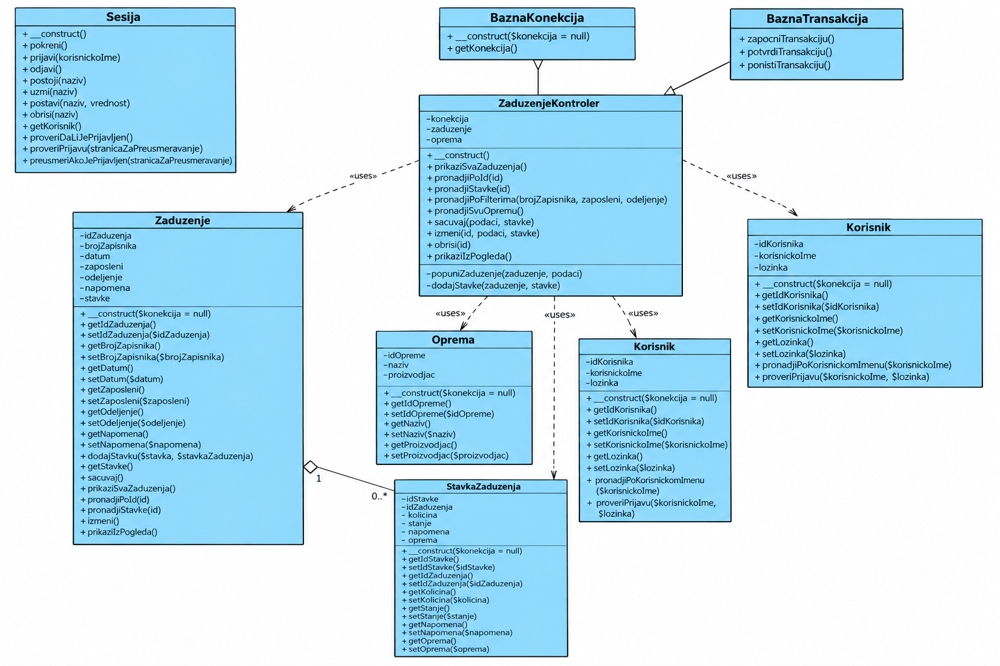 Sesija
+ __construct()
+ pokreni()
+ prijavi(korisnickoIme)
+ odjavi()
+ postoji(naziv)
+ uzmi(naziv)
+ postavi(naziv, vrednost)
+ obrisi(naziv)
+ getKorisnik()
+ proveriDaLiJePrijavljen()
+ proveriPrijavu(stranicaZaPreusmeravanje)
+ preusmeriAkoJePrijavljen(stranicaZaPreusmeravanje)
BaznaKonekcija
+ __construct($konekcija = null)
+ getKonekcija()
BaznaTransakcija
+ zapocniTransakciju()
+ potvrdiTransakciju()
+ ponistiTransakciju()
ZaduzenjeKontroler
-konekcija
-zaduzenje
-oprema
+ __construct()
+ prikaziSvaZaduzenja()
+ pronadjiPoId(id)
+ pronadjiStavke(id)
+ pronadjiPoFilterima(brojZapisnika, zaposleni, odeljenje)
+ pronadjiSvuOpremu()
+ sacuvaj(podaci, stavke)
+ izmeni(id, podaci, stavke)
+ obrisi(id)
+ prikaziIzPogleda()
-popuniZaduzenje(zaduzenje, podaci)
-dodajStavke(zaduzenje, stavke)
«uses»
«uses»
«uses»
«uses»
«uses»
Zaduzenje
-idZaduzenja
-brojZapisnika
-datum
-zaposleni
-odeljenje
-napomena
-stavke
+ __construct($konekcija = null)
+ getIdZaduzenja()
+ setIdZaduzenja($idZaduzenja)
+ getBrojZapisnika()
+ setBrojZapisnika($brojZapisnika)
+ getDatum()
+ setDatum($datum)
+ getZaposleni()
+ setZaposleni($zaposleni)
+ getOdeljenje()
+ setOdeljenje($odeljenje)
+ getNapomena()
+ setNapomena($napomena)
+ dodajStavku($stavka, $stavkaZaduzenja)
+ getStavke()
+ sacuvaj()
+ prikaziSvaZaduzenja()
+ pronadjiPoId(id)
+ pronadjiStavke(id)
+ izmeni()
+ prikaziIzPogleda()
1
0..*
Oprema
-idOpreme
-naziv
-proizvodjac
+ __construct($konekcija = null)
+ getIdOpreme()
+ setIdOpreme($idOpreme)
+ getNaziv()
+ setNaziv($naziv)
+ getProizvodjac()
+ setProizvodjac($proizvodjac)
StavkaZaduzenja
-idStavke
-idZaduzenja
- kolicina
- stanje
- napomena
- oprema
+ __construct($konekcija = null)
+ getIdStavke()
+ setIdStavke($idStavke)
+ getIdZaduzenja()
+ setIdZaduzenja($idZaduzenja)
+ getKolicina()
+ setKolicina($kolicina)
+ getStanje()
+ setStanje($stanje)
+ getNapomena()
+ setNapomena($napomena)
+ getOprema()
+ setOprema($oprema)
Korisnik
-idKorisnika
-korisnickoIme
-lozinka
+ __construct($konekcija = null)
+ getIdKorisnika()
+ setIdKorisnika($idKorisnika)
+ getKorisnickoIme()
+ setKorisnickoIme($korisnickoIme)
+ getLozinka()
+ setLozinka($lozinka)
+ pronadjiPoKorisnickomImenu
($korisnickoIme)
+ proveriPrijavu($korisnickoIme,
$lozinka)
Korisnik
-idKorisnika
-korisnickoIme
-lozinka
+ __construct($konekcija = null)
+ getIdKorisnika()
+ setIdKorisnika($idKorisnika)
+ getKorisnickoIme()
+ setKorisnickoIme($korisnickoIme)
+ getLozinka()
+ setLozinka($lozinka)
+ pronadjiPoKorisnickomImenu($korisnickoIme)
+ proveriPrijavu($korisnickoIme, $lozinka)